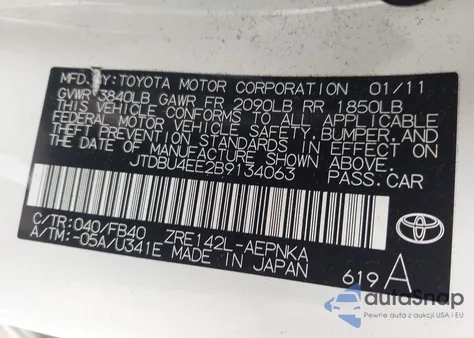 MFD. BY: TOYOTA MOTOR CORPORATION 01/11
GVWR 3840LB GAWR FR 2090LB RR 1850LB
THIS VEHICLE CONFORMS TO ALL APPLICABLE
FEDERAL MOTOR VEHICLE SAFETY, BUMPER, AND
THEFT PREVENTION STANDARDS IN EFFECT ON
THE DATE OF MANUFACTURE SHOWN ABOVE.
JTDBU4EE2B9134063 PASS.CAR
C/TR: 040/FB40 ZRE142L-AEPNKA
A/TM: -05A/U341E MADE IN JAPAN
TOYOTA
619 A
autoSnap
Pewne auta z aukcji USA i EU